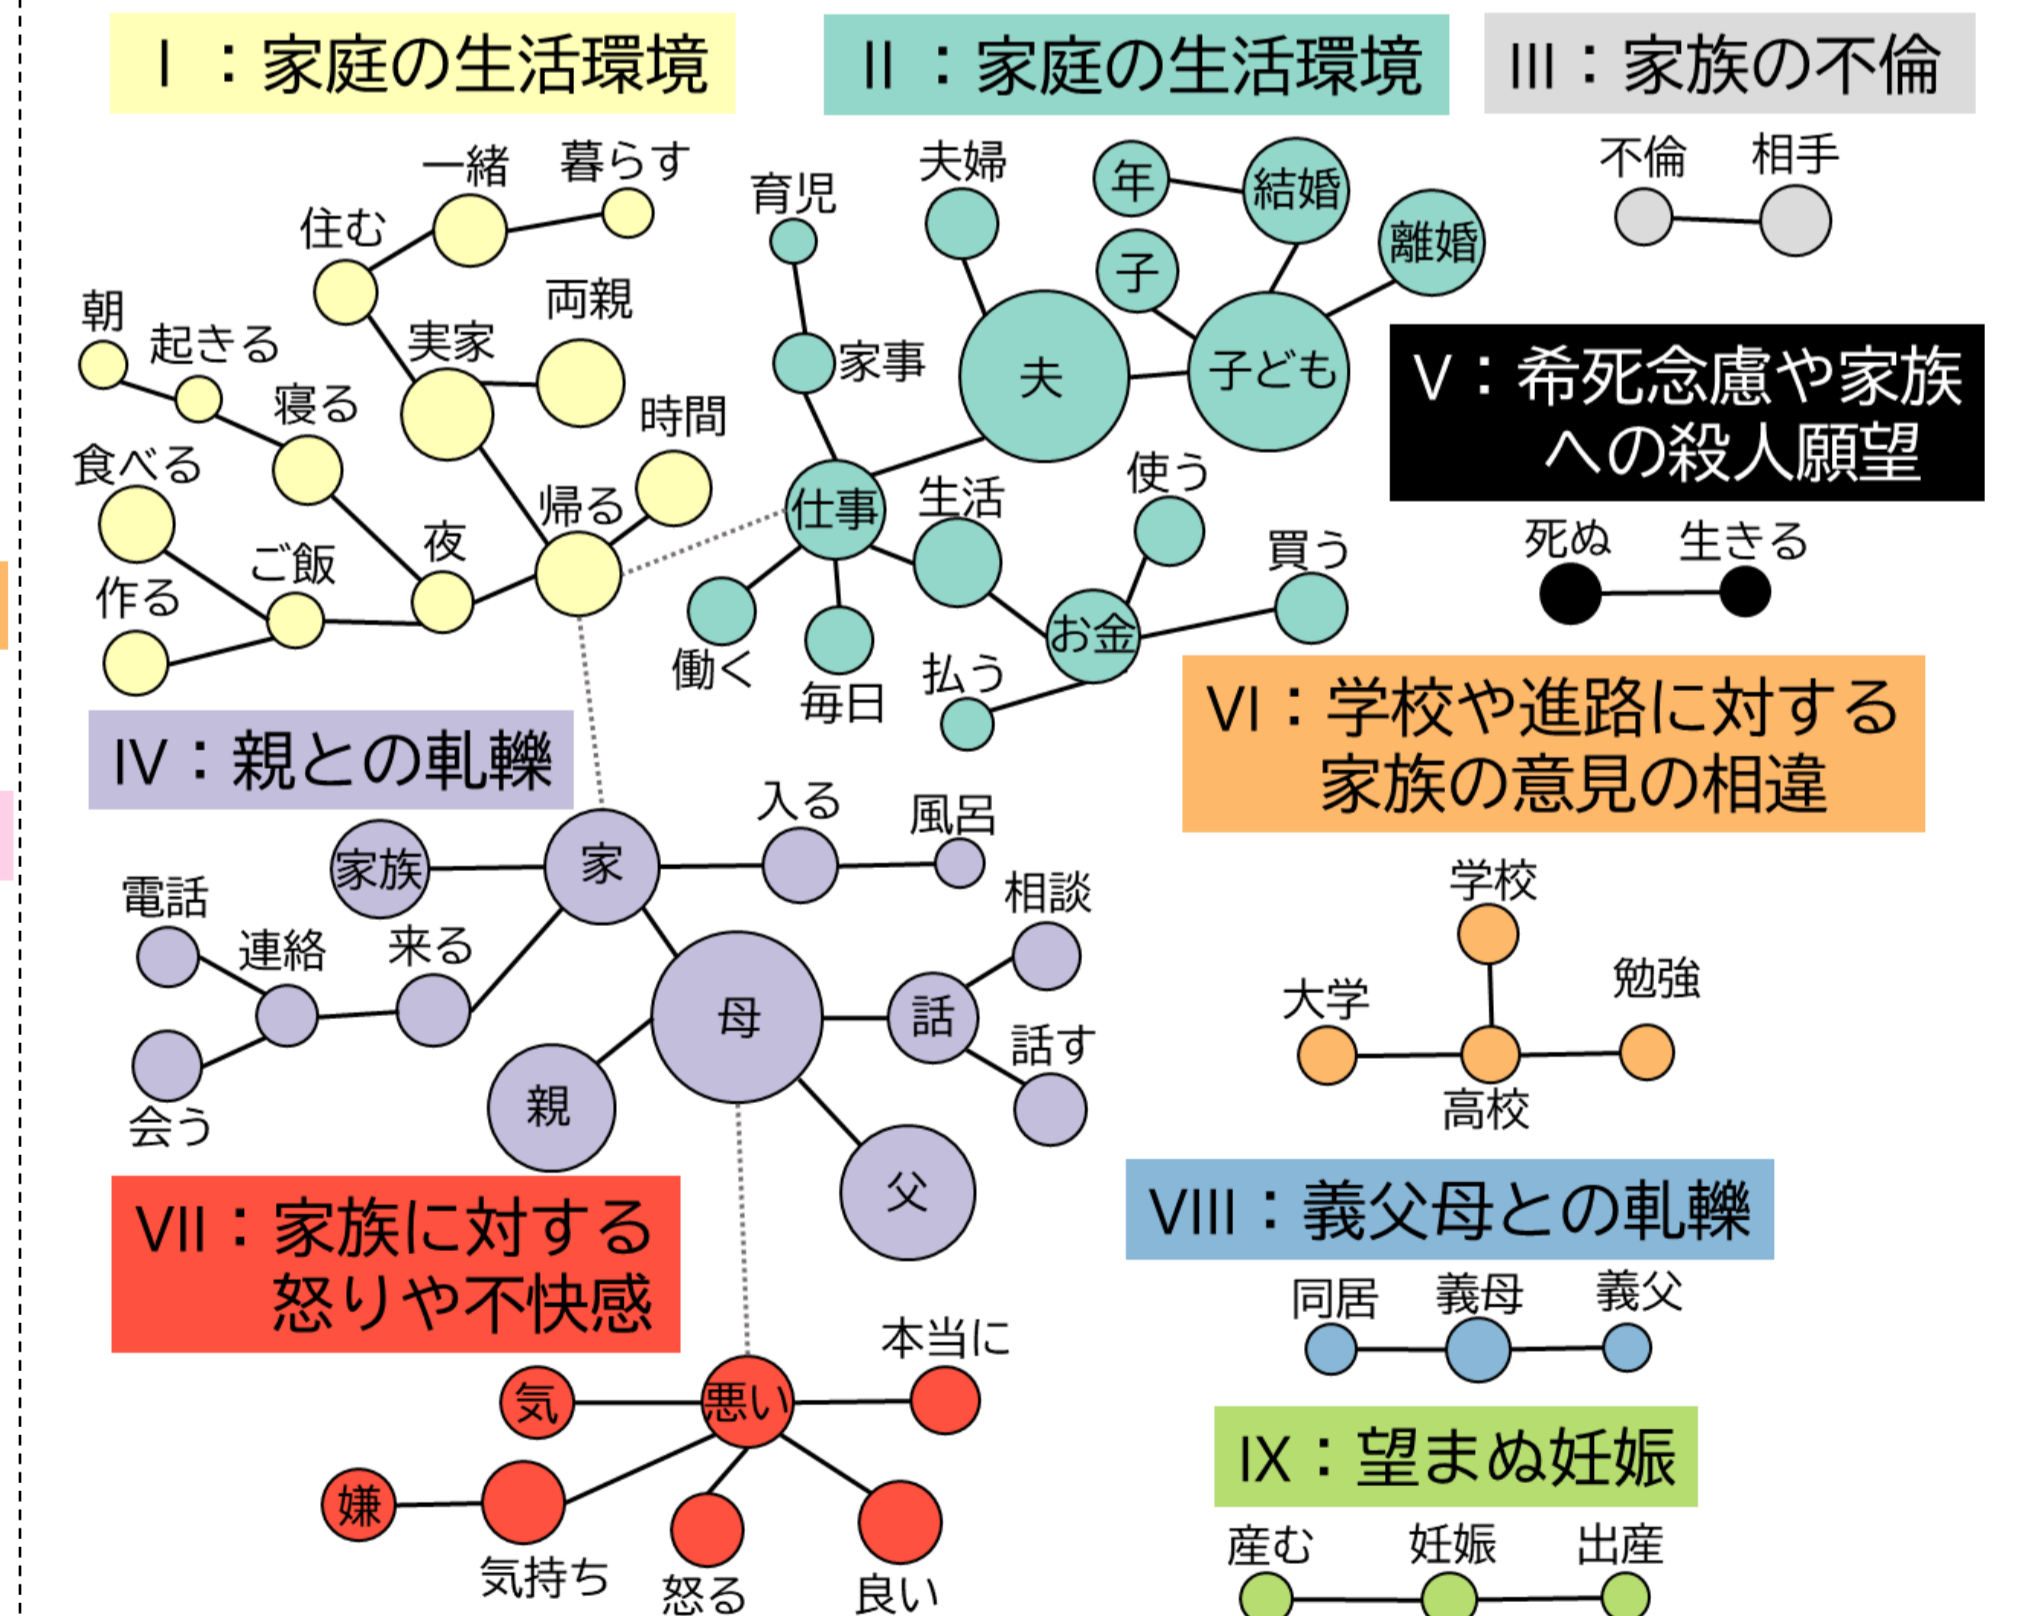 Ⅰ：家庭の生活環境
一緒
暮らす
住む
朝
起きる
実家
両親
寝る
時間
食べる
帰る
夜
ご飯
作る
Ⅱ：家庭の生活環境
夫婦
年
結婚
育児
離婚
子
家事
夫
子ども
使う
仕事
生活
買う
お金
働く
毎日
払う
Ⅲ：家族の不倫
不倫
相手
Ⅴ：希死念慮や家族
への殺人願望
死ぬ
生きる
Ⅳ：親との軋轢
入る
風呂
家族
家
電話
連絡
来る
相談
母
話
話す
会う
親
父
Ⅵ：学校や進路に対する
家族の意見の相違
学校
大学
勉強
高校
Ⅶ：家族に対する
怒りや不快感
本当に
気
悪い
嫌
気持ち
怒る
良い
Ⅷ：義父母との軋轢
同居
義母
義父
Ⅸ：望まぬ妊娠
産む
妊娠
出産